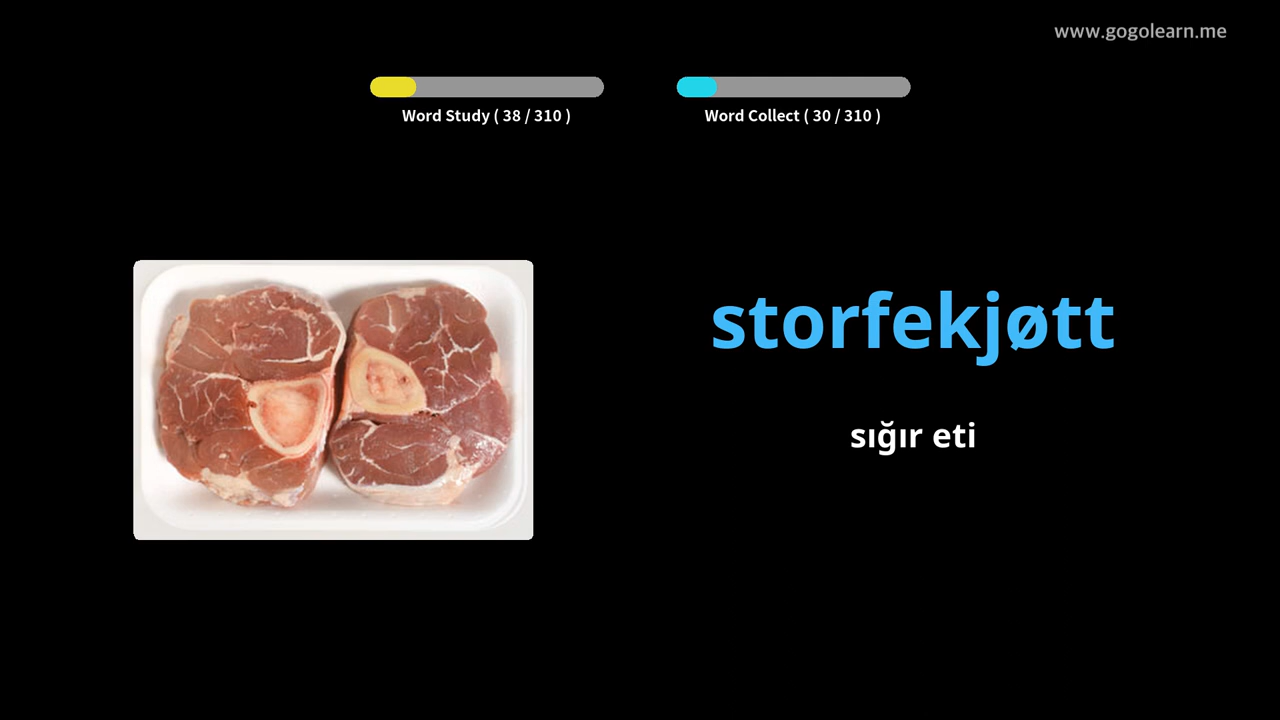 www.gogolearn.me
Word Study ( 38 / 310 )
Word Collect ( 30 / 310 )
storfekjøtt
sığır eti